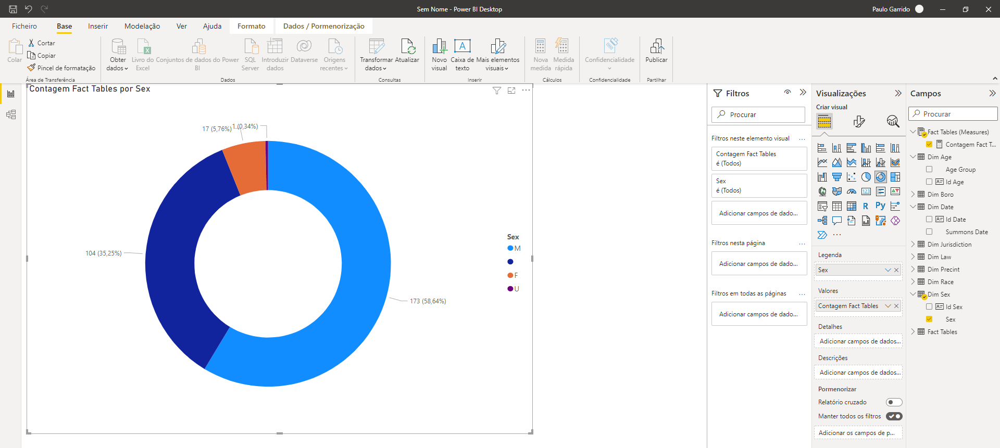 Sem Nome - Power BI Desktop
Paulo Garrido
Ficheiro
Base
Inserir
Modelação
Ver
Ajuda
Formato
Dados / Pormenorização
Colar
Cortar
Copiar
Pincel de formatação
Área de Transferência
Obter
dados
Livro do
Excel
Conjuntos de dados do Power
BI
SQL
Server
Introduzir
dados
Dataverse
Origens
recentes
Dados
Transformar
dados
Atualizar
Consultas
Novo
visual
A
Caixa de
texto
Mais elementos
visuais
Inserir
Nova
medida
Medida
rápida
Cálculos
Confidencialidade
Confidencialidade
Publicar
Partilhar
Contagem Fact Tables por Sex
17 (5,76%)
1 (0,34%)
104 (35,25%)
173 (58,64%)
Sex
M
F
U
Filtros
Procurar
Filtros neste elemento visual
...
Contagem Fact Tables
é (Todos)
Sex
é (Todos)
Adicionar campos de dado...
Filtros nesta página
...
Adicionar campos de dado...
Filtros em todas as páginas
...
Adicionar campos de dado...
Visualizações
Criar visual
123
R
Py
...
Legenda
Sex
Valores
Contagem Fact Tables
Detalhes
Adicionar campos de dados...
Descrições
Adicionar campos de dados...
Pormenorizar
Relatório cruzado
Manter todos os filtros
Adicionar os campos de p...
Campos
Procurar
Fact Tables (Measures)
Contagem Fact T...
Dim Age
Age Group
Id Age
Dim Boro
Dim Date
Id Date
Summons Date
Dim Jurisdiction
Dim Law
Dim Precint
Dim Race
Dim Sex
Id Sex
Sex
Fact Tables